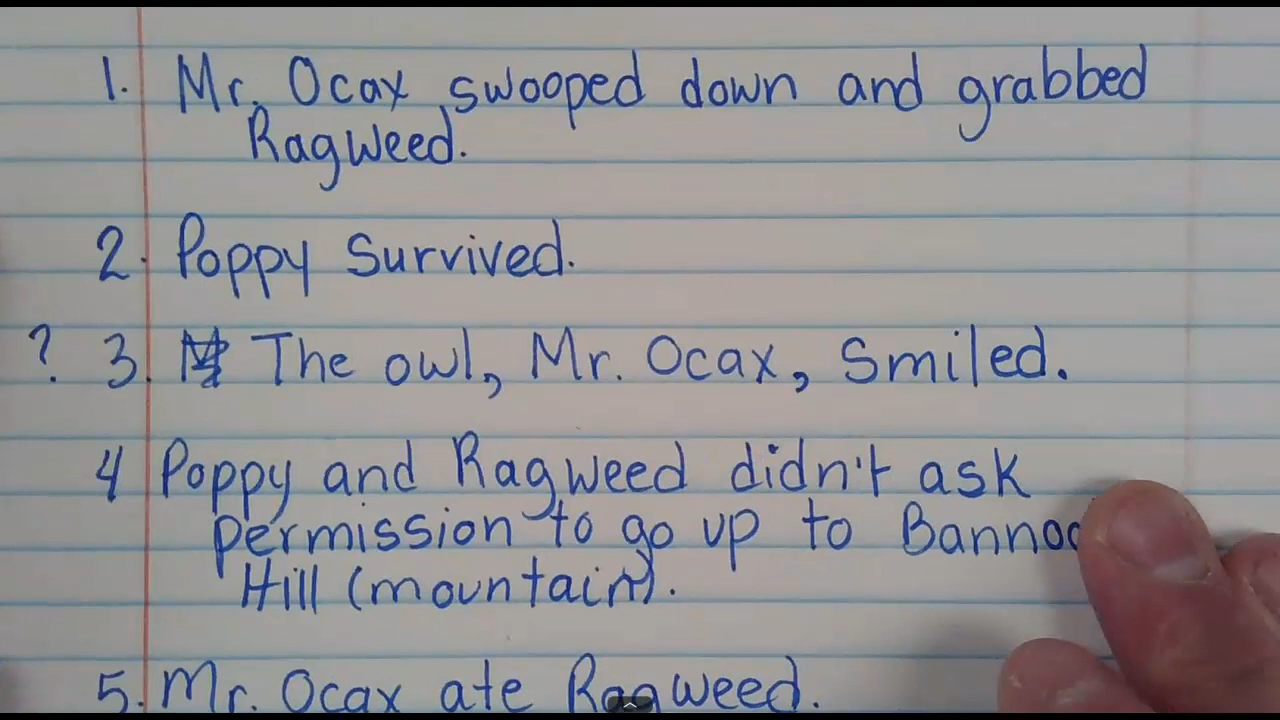 1. Mr. Ocax swooped down and grabbed
Ragweed.
2. Poppy Survived.
? 3. The owl, Mr. Ocax, Smiled.
4 Poppy and Ragweed didn't ask
permission to go up to
Hill (mountain).
5. Mr. Ocax ate Ragweed.